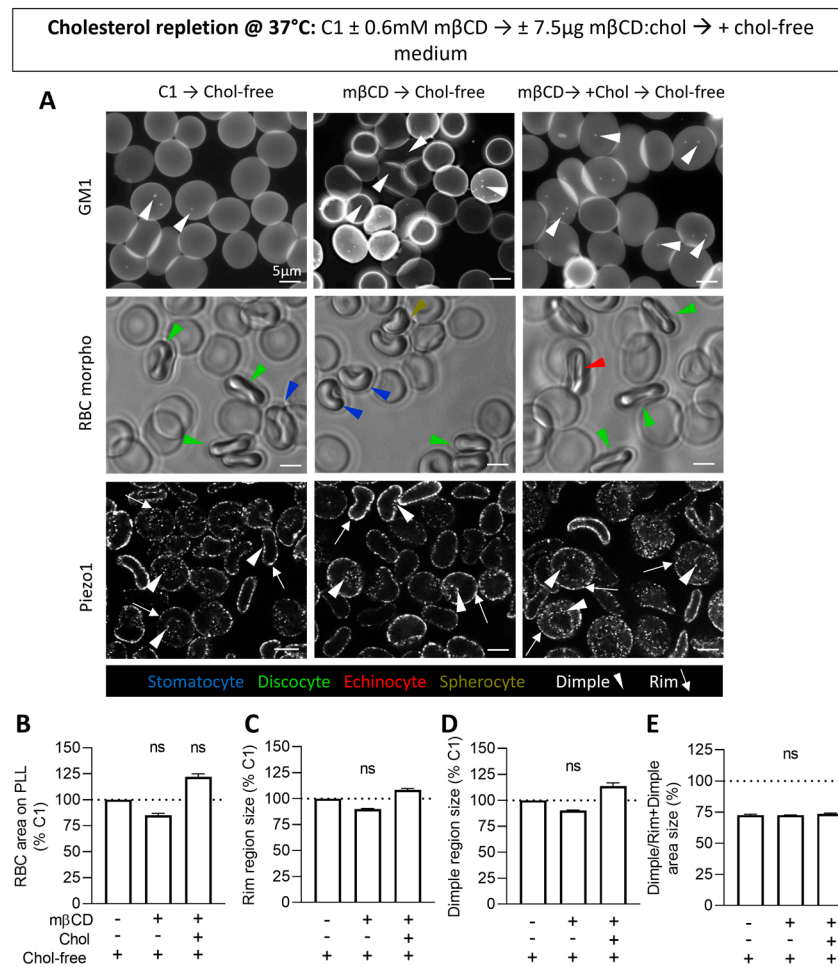 Cholesterol repletion @ 37°C: C1 ± 0.6mM mβCD → ± 7.5µg mβCD:chol → + chol-free
medium
A
C1 → Chol-free
mβCD → Chol-free
mβCD→ +Chol → Chol-free
GM1
5µm
RBC morpho
Piezo1
Stomatocyte Discocyte Echinocyte Spherocyte Dimple Rim
B
RBC area on PLL
(% C1)
150
125
100
75
50
25
0
ns
ns
mβCD - + +
Chol +
Chol-free + + +
C
Rim region size (% C1)
150
125
100
75
50
25
0
ns
- + +
+
+ + +
D
Dimple region size (% C1)
150
125
100
75
50
25
0
ns
- + +
+
+ + +
E
Dimple/Rim+Dimple
area size (%)
125
100
75
50
25
0
ns
- + +
+
+ + +